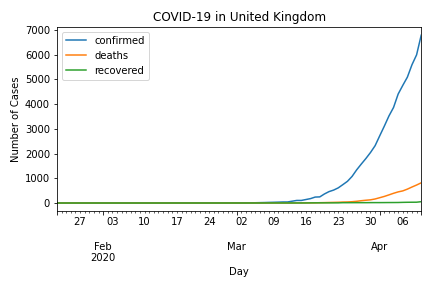 COVID-19 in United Kingdom
confirmed
deaths
recovered
Number of Cases
7000
6000
5000
4000
3000
2000
1000
0
27 03 10 17 24 02 09 16 23 30 06
Feb Mar Apr
2020
Day